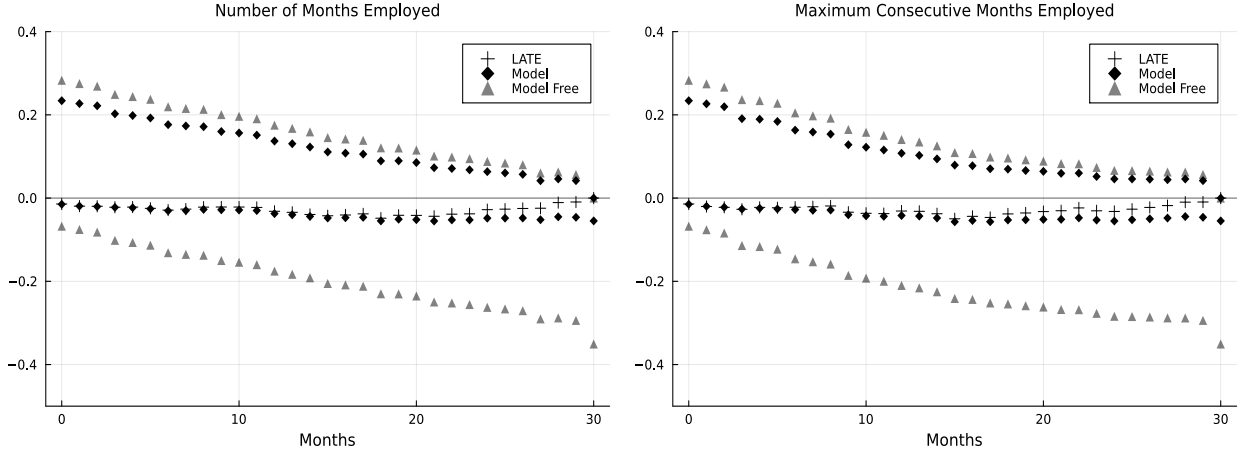 Number of Months Employed
0.4
0.2
0.0
−0.2
−0.4
LATE
Model
Model Free
0
10
20
30
Months
Maximum Consecutive Months Employed
0.4
0.2
0.0
−0.2
−0.4
LATE
Model
Model Free
0
10
20
30
Months